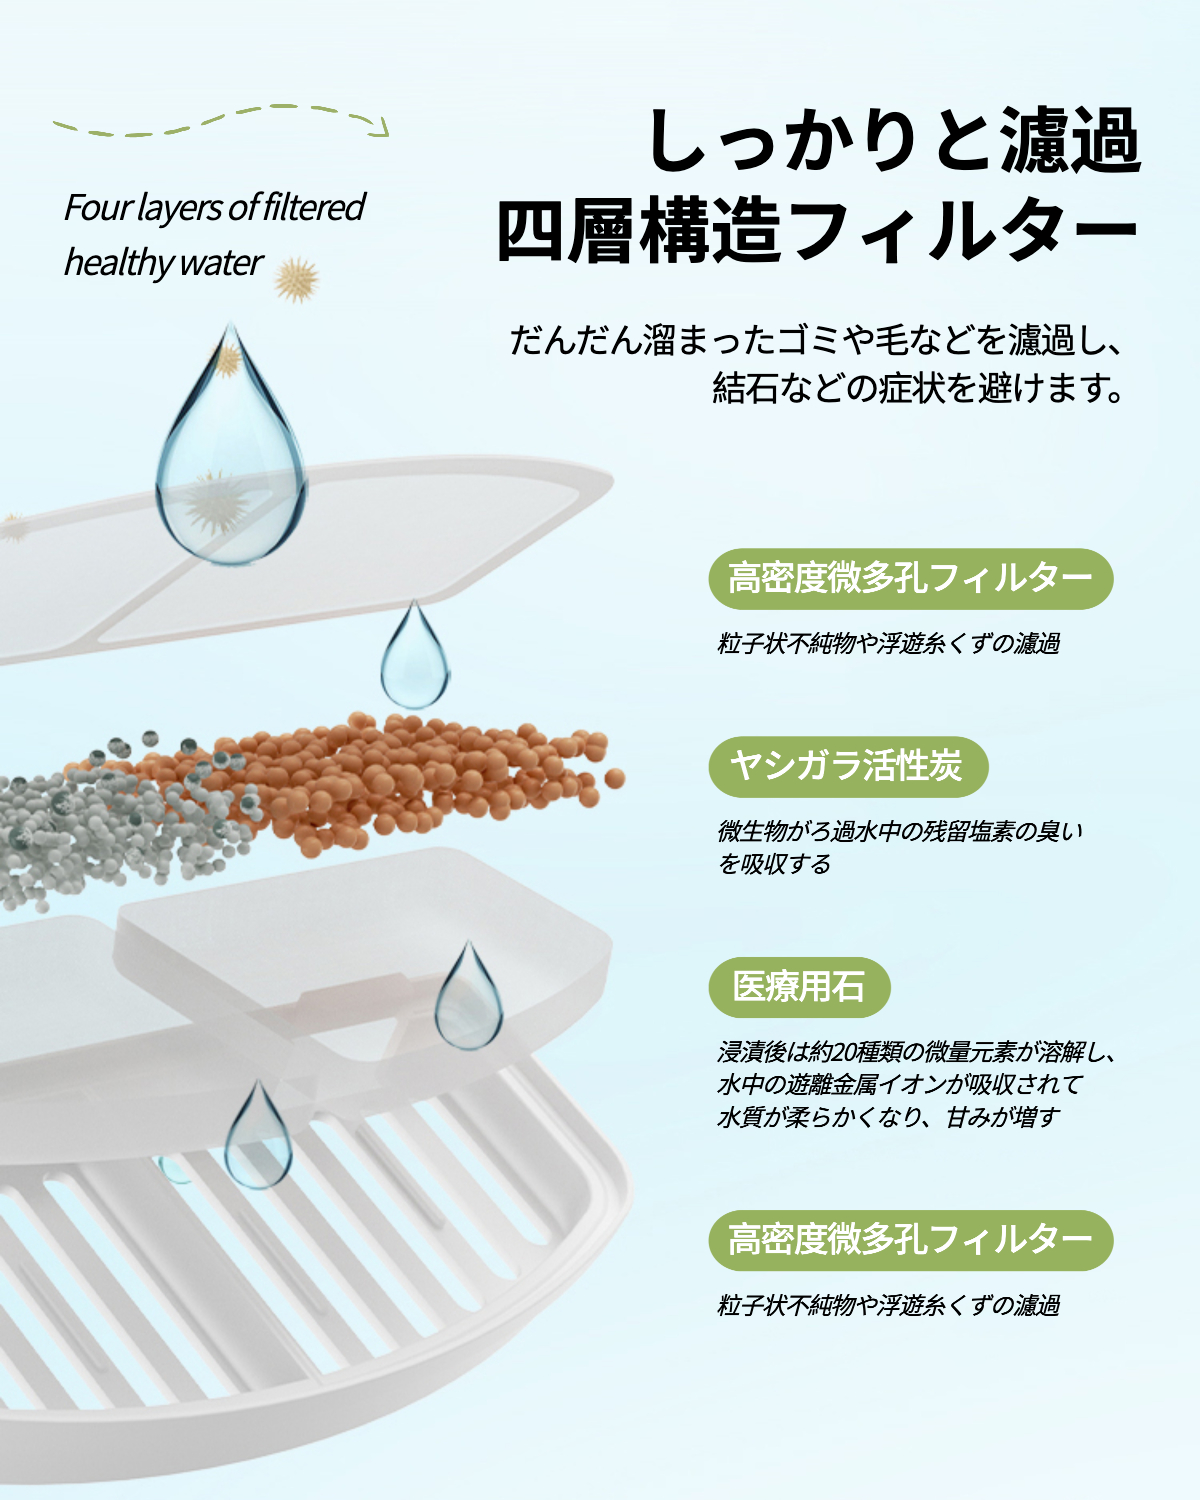 しっかりと濾過
四層構造フィルター
Four layers of filtered
healthy water
だんだん溜まったゴミや毛などを濾過し、
結石などの症状を避けます。
高密度微多孔フィルター
粒子状不純物や浮遊糸くずの濾過
ヤシガラ活性炭
微生物がろ過水中の残留塩素の臭い
を吸収する
医療用石
浸漬後は約20種類の微量元素が溶解し、
水中の遊離金属イオンが吸収されて
水質が柔らかくなり、甘みが増す
高密度微多孔フィルター
粒子状不純物や浮遊糸くずの濾過